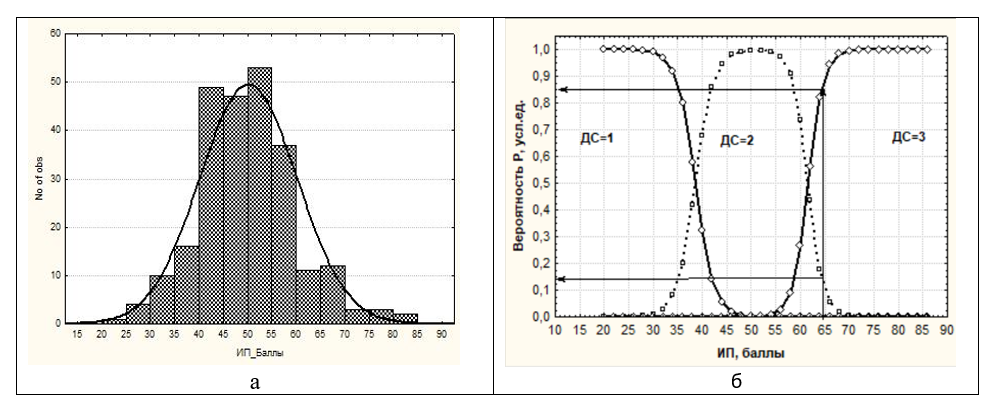 60
50
40
30
20
10
0
No of obs
15 20 25 30 35 40 45 50 55 60 65 70 75 80 85 90
ИП_Баллы
а
1,0
0,9
0,8
0,7
0,6
0,5
0,4
0,3
0,2
0,1
0,0
Вероятность Р, усл.ед.
ДС=1
ДС=2
ДС=3
10 15 20 25 30 35 40 45 50 55 60 65 70 75 80 85 90
ИП, баллы
б